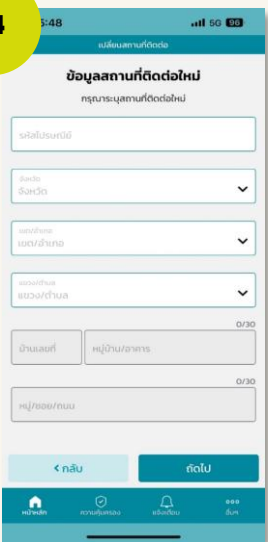 4
5:48
5G 96
เปลี่ยนสถานที่ติดต่อ
ข้อมูลสถานที่ติดต่อใหม่
กรุณาระบุสถานที่ติดต่อใหม่
รหัสไปรษณีย์
จังหวัด
จังหวัด
เขต/อำเภอ
เขต/อำเภอ
แขวง/ตำบล
แขวง/ตำบล
0/30
บ้านเลขที่ หมู่บ้าน/อาคาร
0/30
หมู่/ซอย/ถนน
กลับ ถัดไป
หน้าหลัก ความคุ้มครอง แจ้งเตือน อื่นๆ